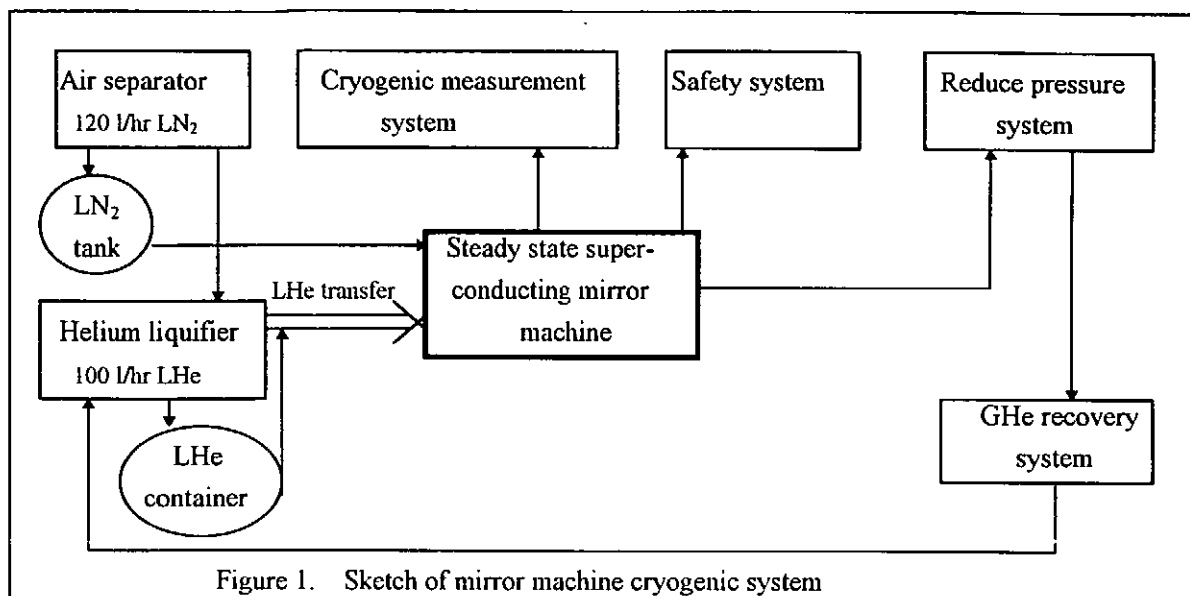 Air separator
120 l/hr LN₂
Cryogenic measurement
system
Safety system
Reduce pressure
system
LN₂
tank
Steady state super-
conducting mirror
machine
LHe transfer
Helium liquifier
100 l/hr LHe
LHe
container
GHe recovery
system
Figure 1. Sketch of mirror machine cryogenic system